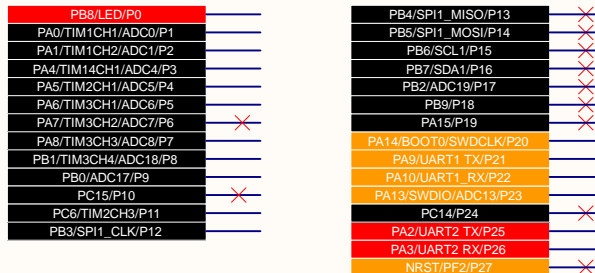 PB8/LED/P0
PA0/TIM1CH1/ADC0/P1
PA1/TIM1CH2/ADC1/P2
PA4/TIM14CH1/ADC4/P3
PA5/TIM2CH1/ADC5/P4
PA6/TIM3CH1/ADC6/P5
PA7/TIM3CH2/ADC7/P6
PA8/TIM3CH3/ADC8/P7
PB1/TIM3CH4/ADC18/P8
PB0/ADC17/P9
PC15/P10
PC6/TIM2CH3/P11
PB3/SPI1_CLK/P12
PB4/SPI1_MISO/P13
PB5/SPI1_MOSI/P14
PB6/SCL1/P15
PB7/SDA1/P16
PB2/ADC19/P17
PB9/P18
PA15/P19
PA14/BOOT0/SWDCLK/P20
PA9/UART1 TX/P21
PA10/UART1_RX/P22
PA13/SWDIO/ADC13/P23
PC14/P24
PA2/UART2 TX/P25
PA3/UART2 RX/P26
NRST/PF2/P27